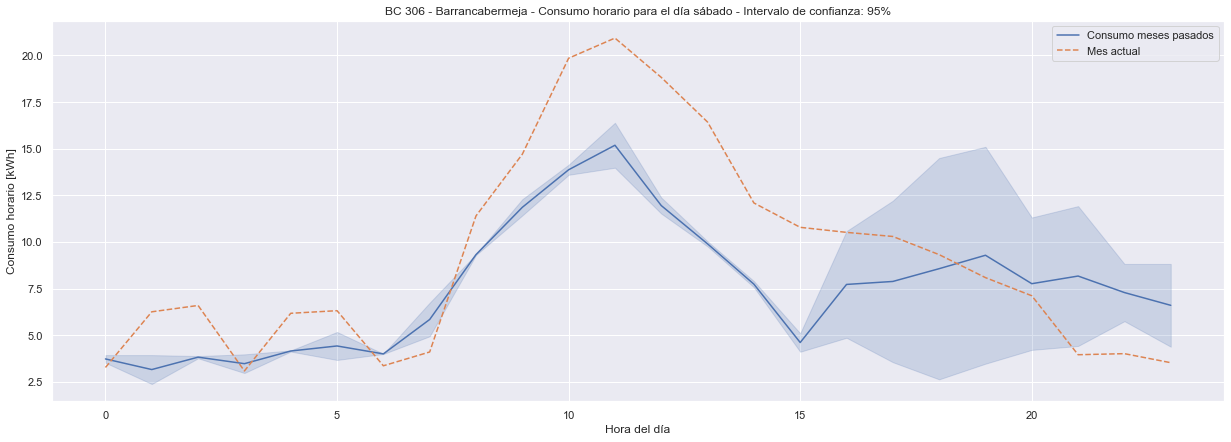 BC 306 - Barrancabermeja - Consumo horario para el día sábado - Intervalo de confianza: 95%
Consumo meses pasados
Mes actual
Consumo horario [kWh]
20.0
17.5
15.0
12.5
10.0
7.5
5.0
2.5
0 5 10 15 20
Hora del día